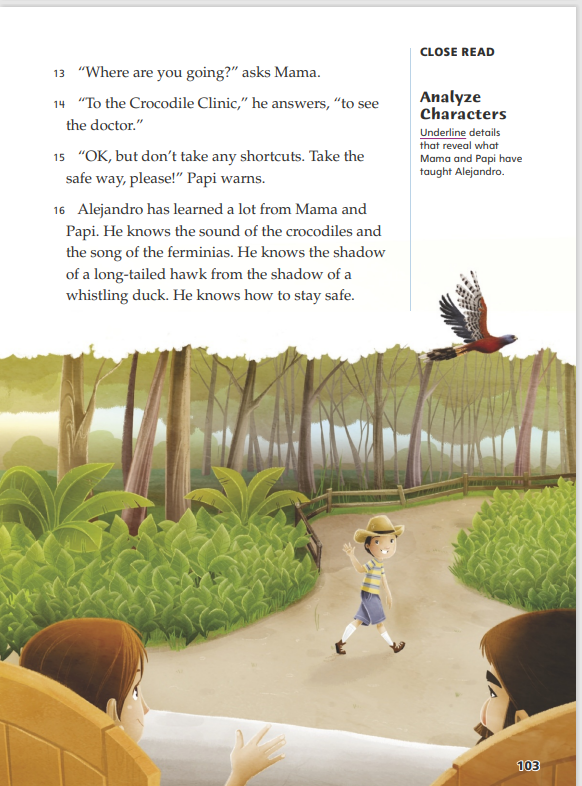 13 “Where are you going?” asks Mama.
14 “To the Crocodile Clinic,” he answers, “to see
the doctor.”
15 “OK, but don’t take any shortcuts. Take the
safe way, please!” Papi warns.
16 Alejandro has learned a lot from Mama and
Papi. He knows the sound of the crocodiles and
the song of the ferminias. He knows the shadow
of a long-tailed hawk from the shadow of a
whistling duck. He knows how to stay safe.
CLOSE READ
Analyze
Characters
Underline details
that reveal what
Mama and Papi have
taught Alejandro.
103